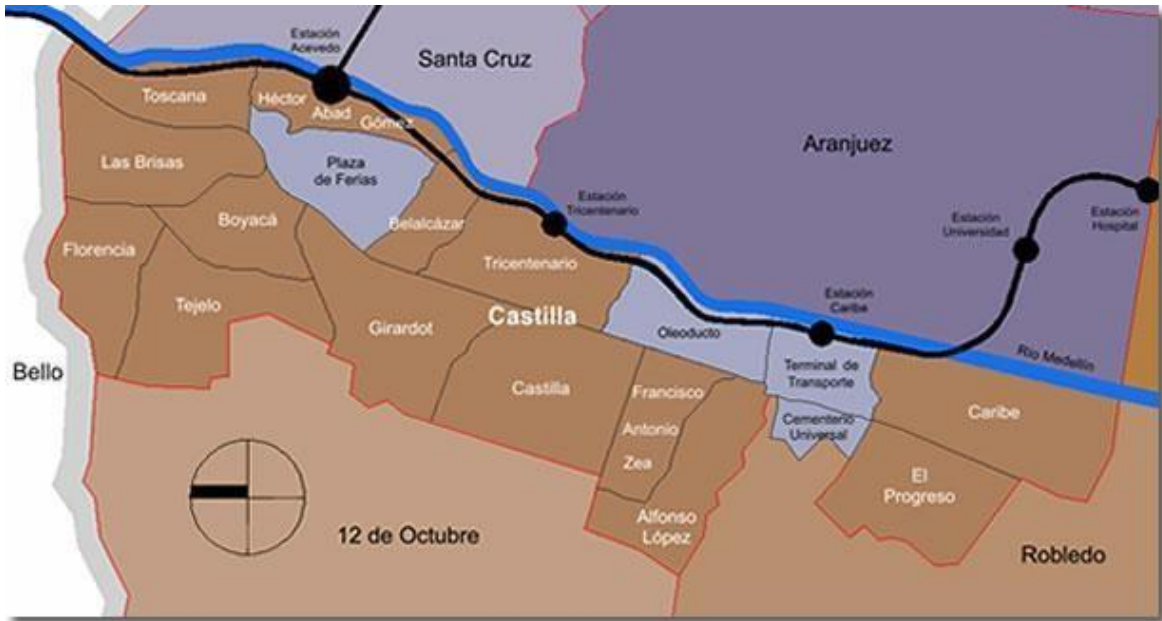 Estación
Acevedo
Santa Cruz
Toscana
Héctor
Abad
Gómez
Aranjuez
Las Brisas
Plaza
de Ferias
Estación
Tricentenario
Estación
Universidad
Estación
Hospital
Boyacá
Belalcázar
Florencia
Tricentenario
Tejelo
Girardot
Castilla
Estación
Caribe
Oleoducto
Río Medellín
Bello
Terminal de
Transporte
Castilla
Francisco
Antonio
Zea
Cementerio
Universal
Caribe
El
Progreso
12 de Octubre
Alfonso
López
Robledo